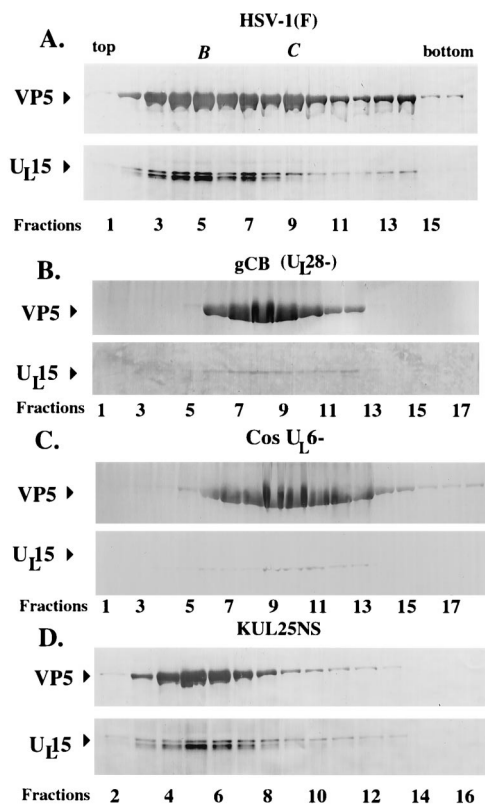 HSV-1(F)
A.
top B C bottom
VP5
UL15
Fractions 1 3 5 7 9 11 13 15
B. gCB (UL28-)
VP5
UL15
Fractions 1 3 5 7 9 11 13 15 17
C. Cos UL6-
VP5
UL15
Fractions 1 3 5 7 9 11 13 15 17
D. KUL25NS
VP5
UL15
Fractions 2 4 6 8 10 12 14 16